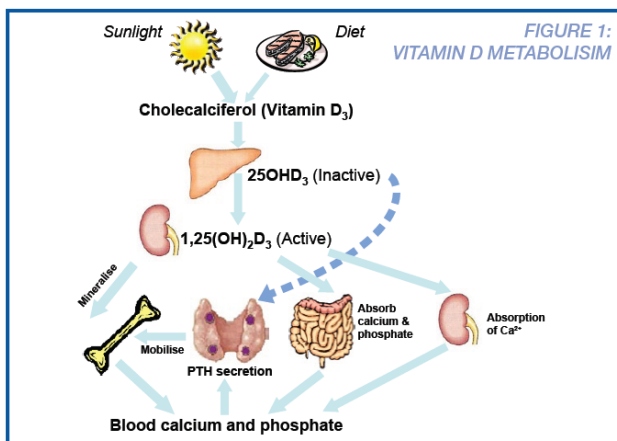 Sunlight
Diet
FIGURE 1:
VITAMIN D METABOLISIM
Cholecalciferol (Vitamin D₃)
25OHD₃ (Inactive)
1,25(OH)₂D₃ (Active)
Mineralise
Mobilise
PTH secretion
Absorb
calcium &
phosphate
Absorption
of Ca²⁺
Blood calcium and phosphate